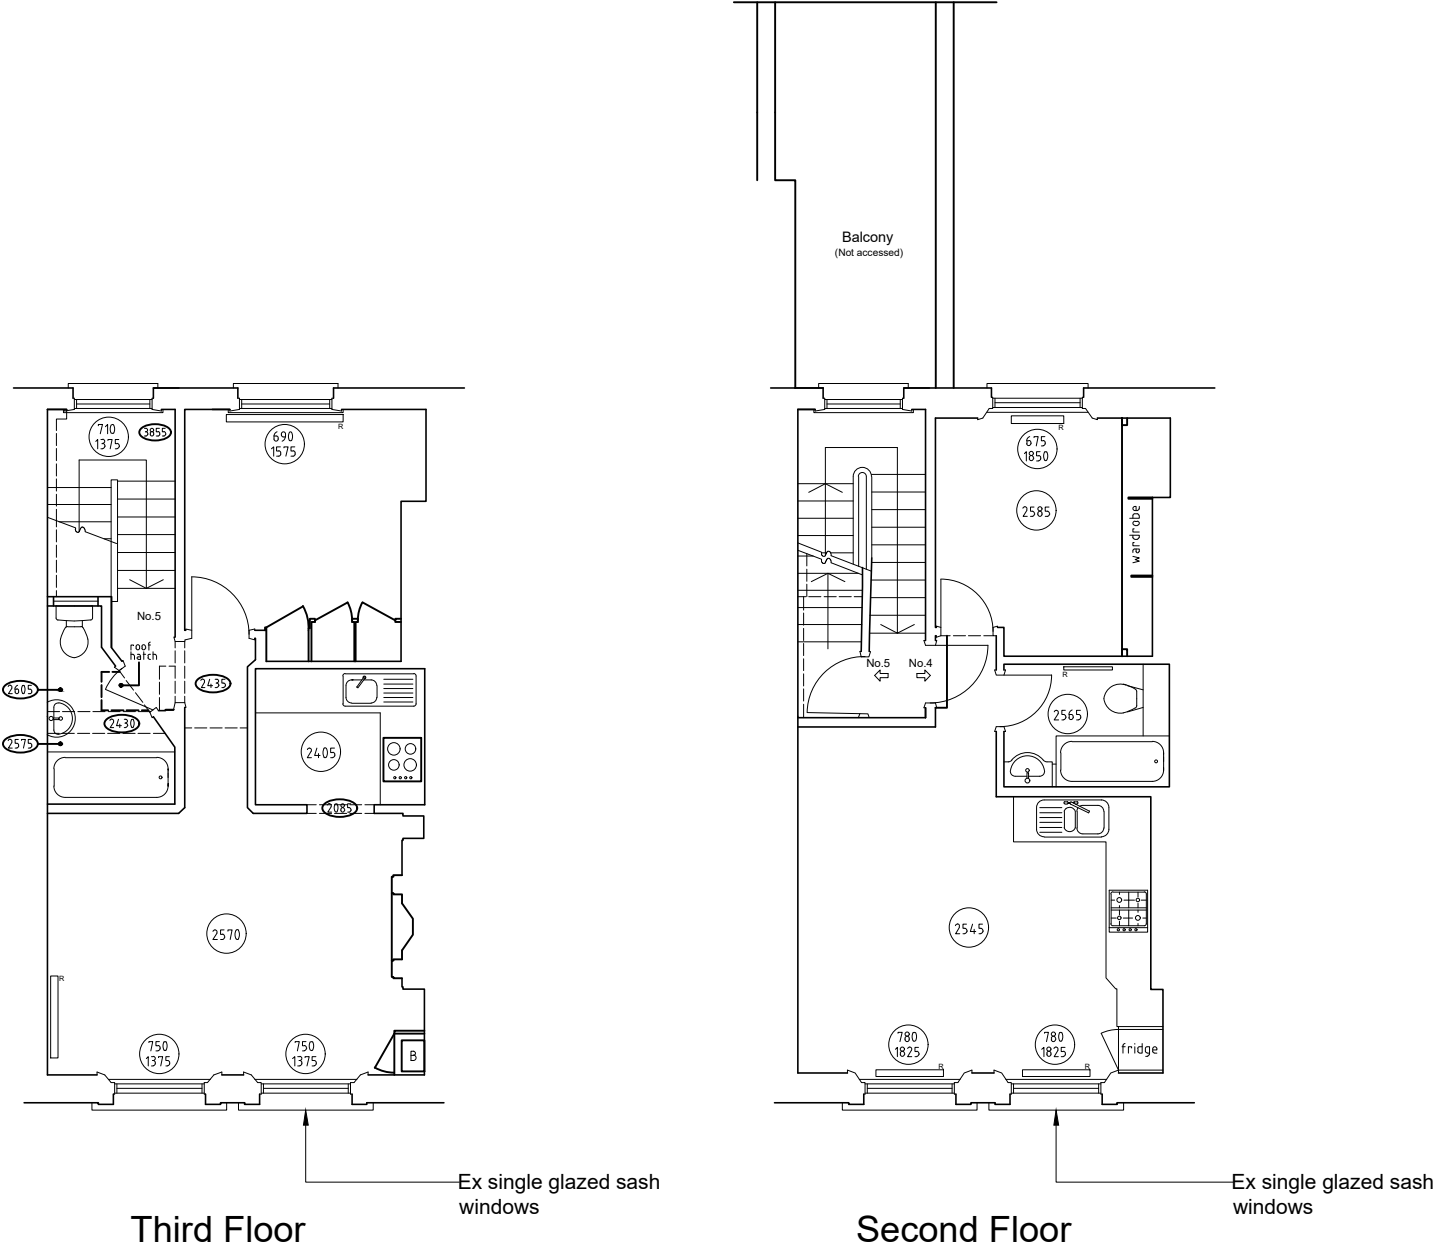 Balcony
(Not accessed)
710
1375
3855
R
690
1575
No.5
roof
hatch
2605
2435
2430
2575
2405
2085
2570
R
750
1375
750
1375
B
Ex single glazed sash
windows
Third Floor
R
675
1850
2585
wardrobe
No.5
No.4
R
2565
2545
780
1825
780
1825
R
R
fridge
Ex single glazed sash
windows
Second Floor